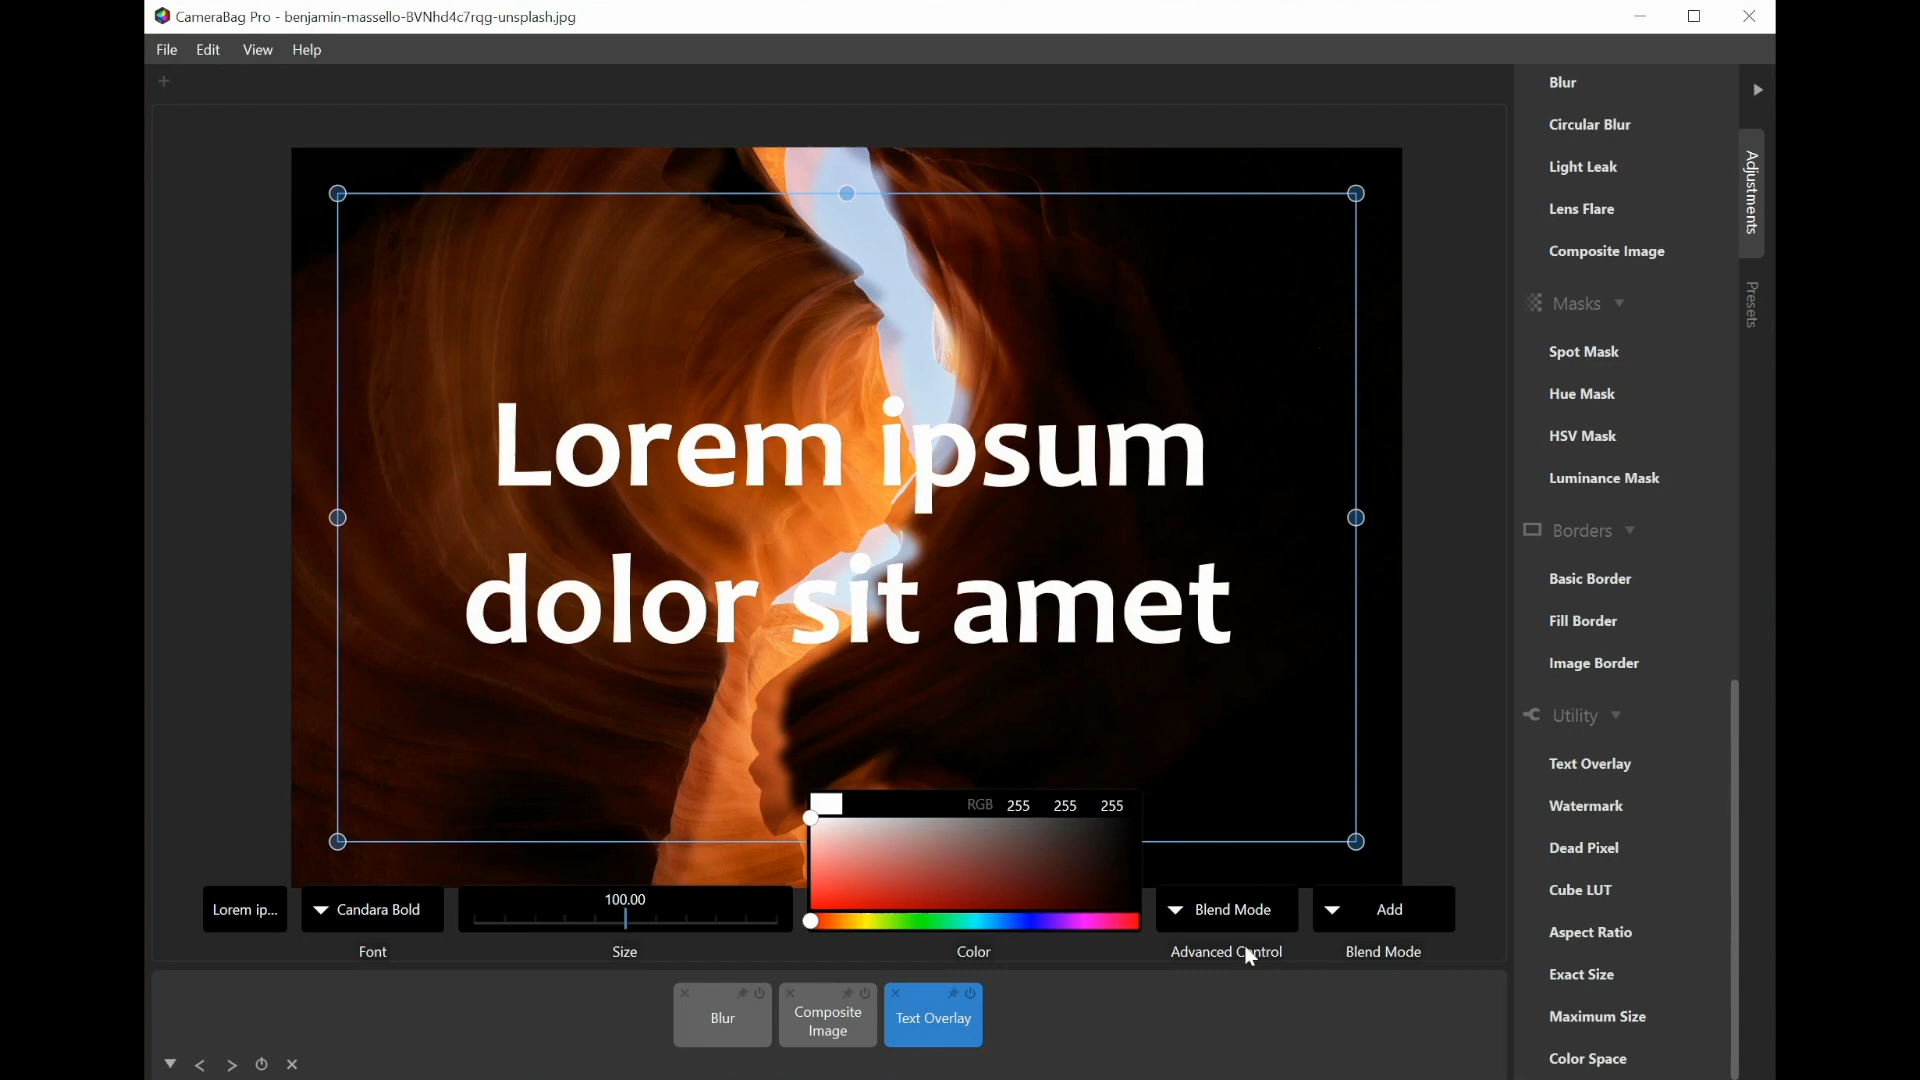 CameraBag Pro - benjamin-massello-BVNhd4c7rqg-unsplash.jpg
File Edit View Help
Lorem ipsum
dolor sit amet
RGB 255 255 255
Lorem ip... Candara Bold 100.00 Blend Mode Add
Font Size Color Advanced Control Blend Mode
Blur
Composite
Image
Text Overlay
Blur
Circular Blur
Light Leak
Lens Flare
Composite Image
Masks
Spot Mask
Hue Mask
HSV Mask
Luminance Mask
Borders
Basic Border
Fill Border
Image Border
Utility
Text Overlay
Watermark
Dead Pixel
Cube LUT
Aspect Ratio
Exact Size
Maximum Size
Color Space
Adjustments
Presets